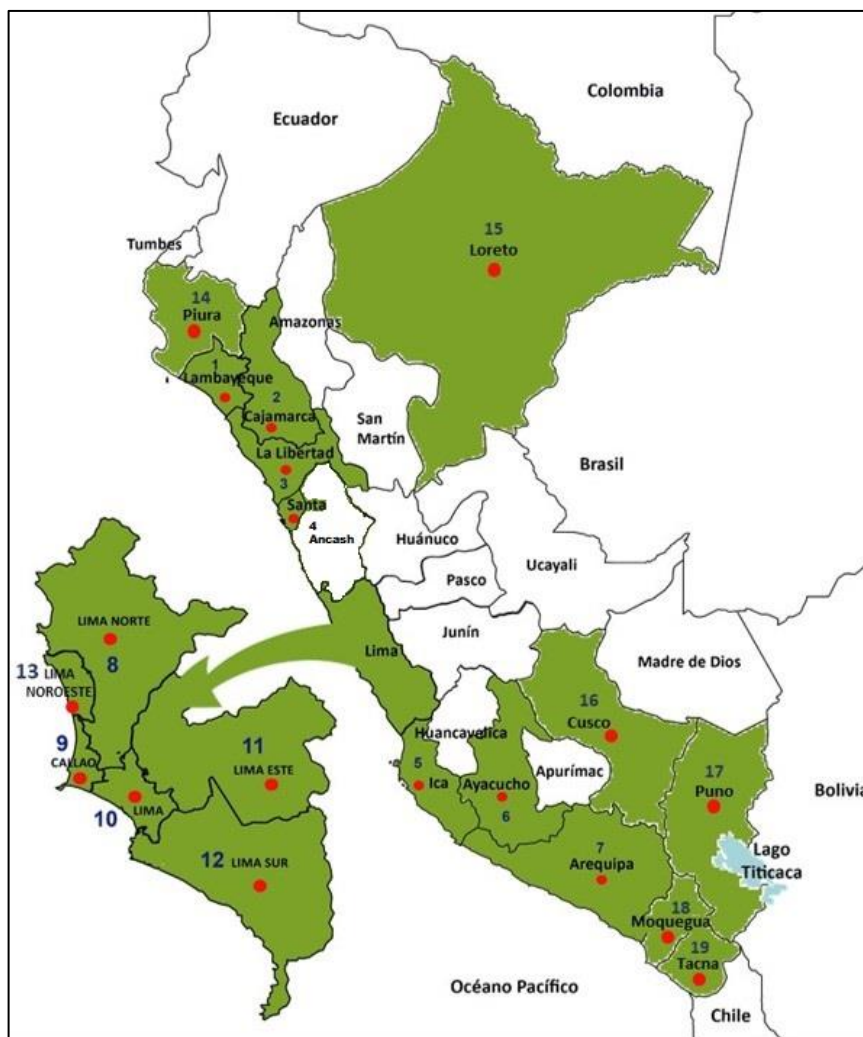 Colombia
Ecuador
15
Loreto
Tumbes
14
Piura
Amazonas
1
Lambayeque
2
Cajamarca
San
Martín
La Libertad
3
Brasil
Santa
4
Ancash
Huánuco
Ucayali
Pasco
LIMA NORTE
8
Lima
Junín
Madre de Dios
13 LIMA
NOROESTE
16
Cusco
Huancavelica
9
CALLAO
11
LIMA ESTE
5
Ica
Ayacucho
6
Apurímac
17
Puno
Bolivia
10
LIMA
Lago
Titicaca
7
Arequipa
12 LIMA SUR
18
Moquegua
19
Tacna
Océano Pacífico
Chile